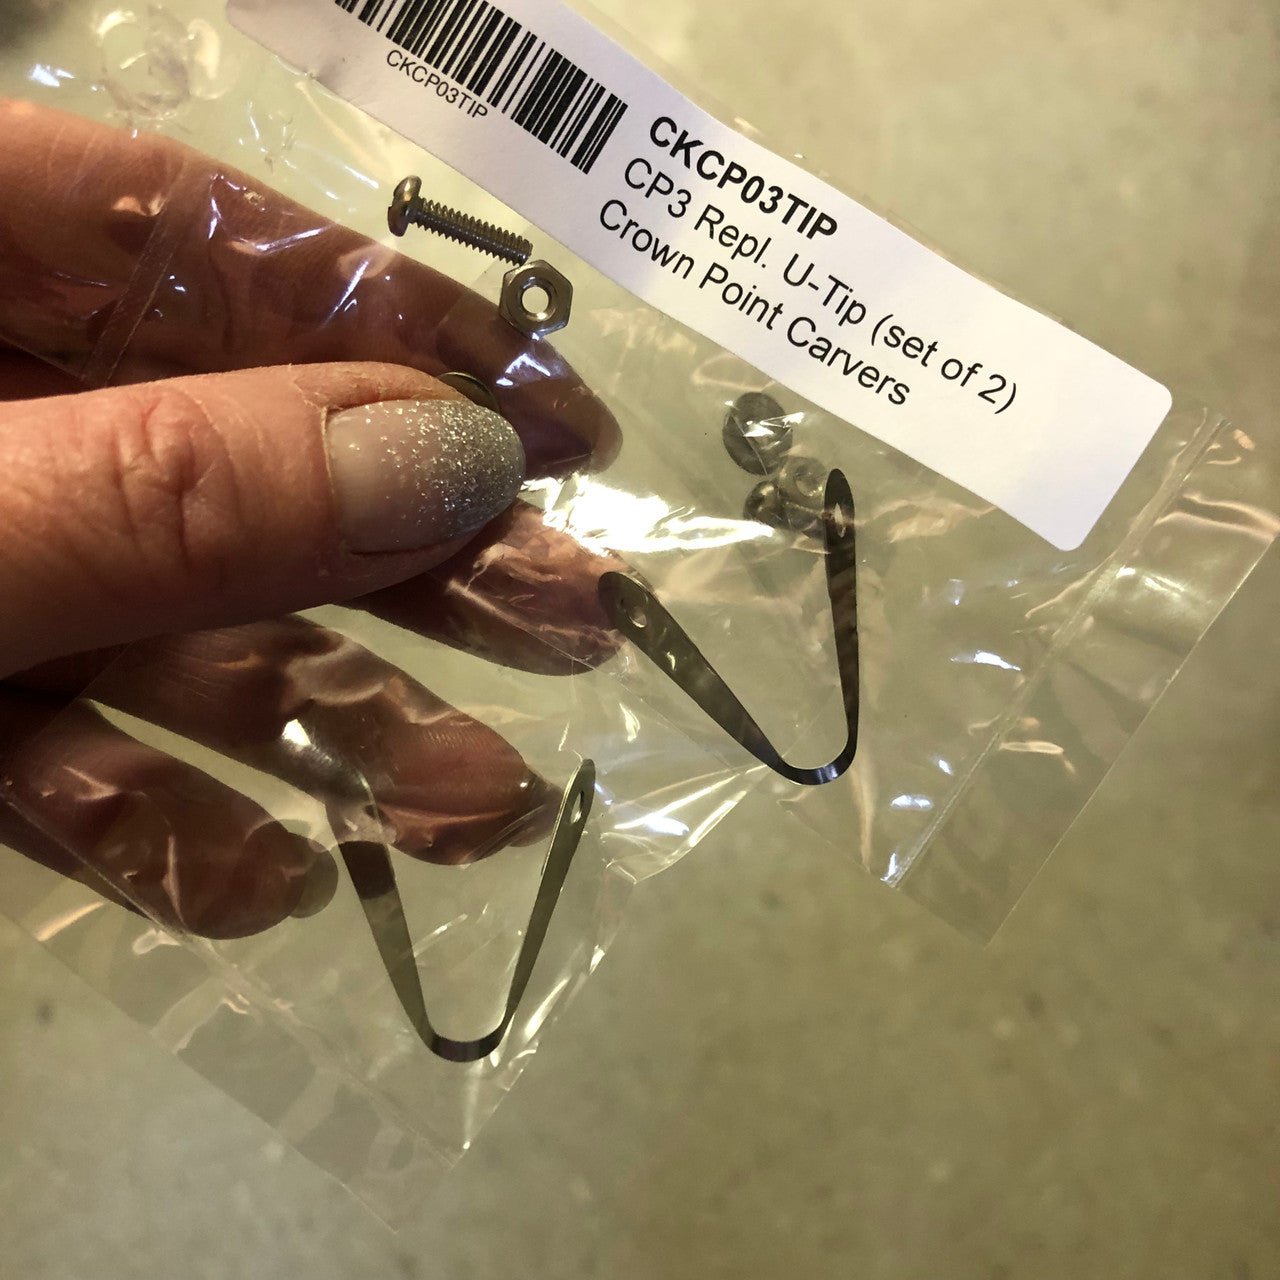 CKCP03TIP
CKCP03TIP
CP3 Repl. U-Tip (set of 2)
Crown Point Carvers